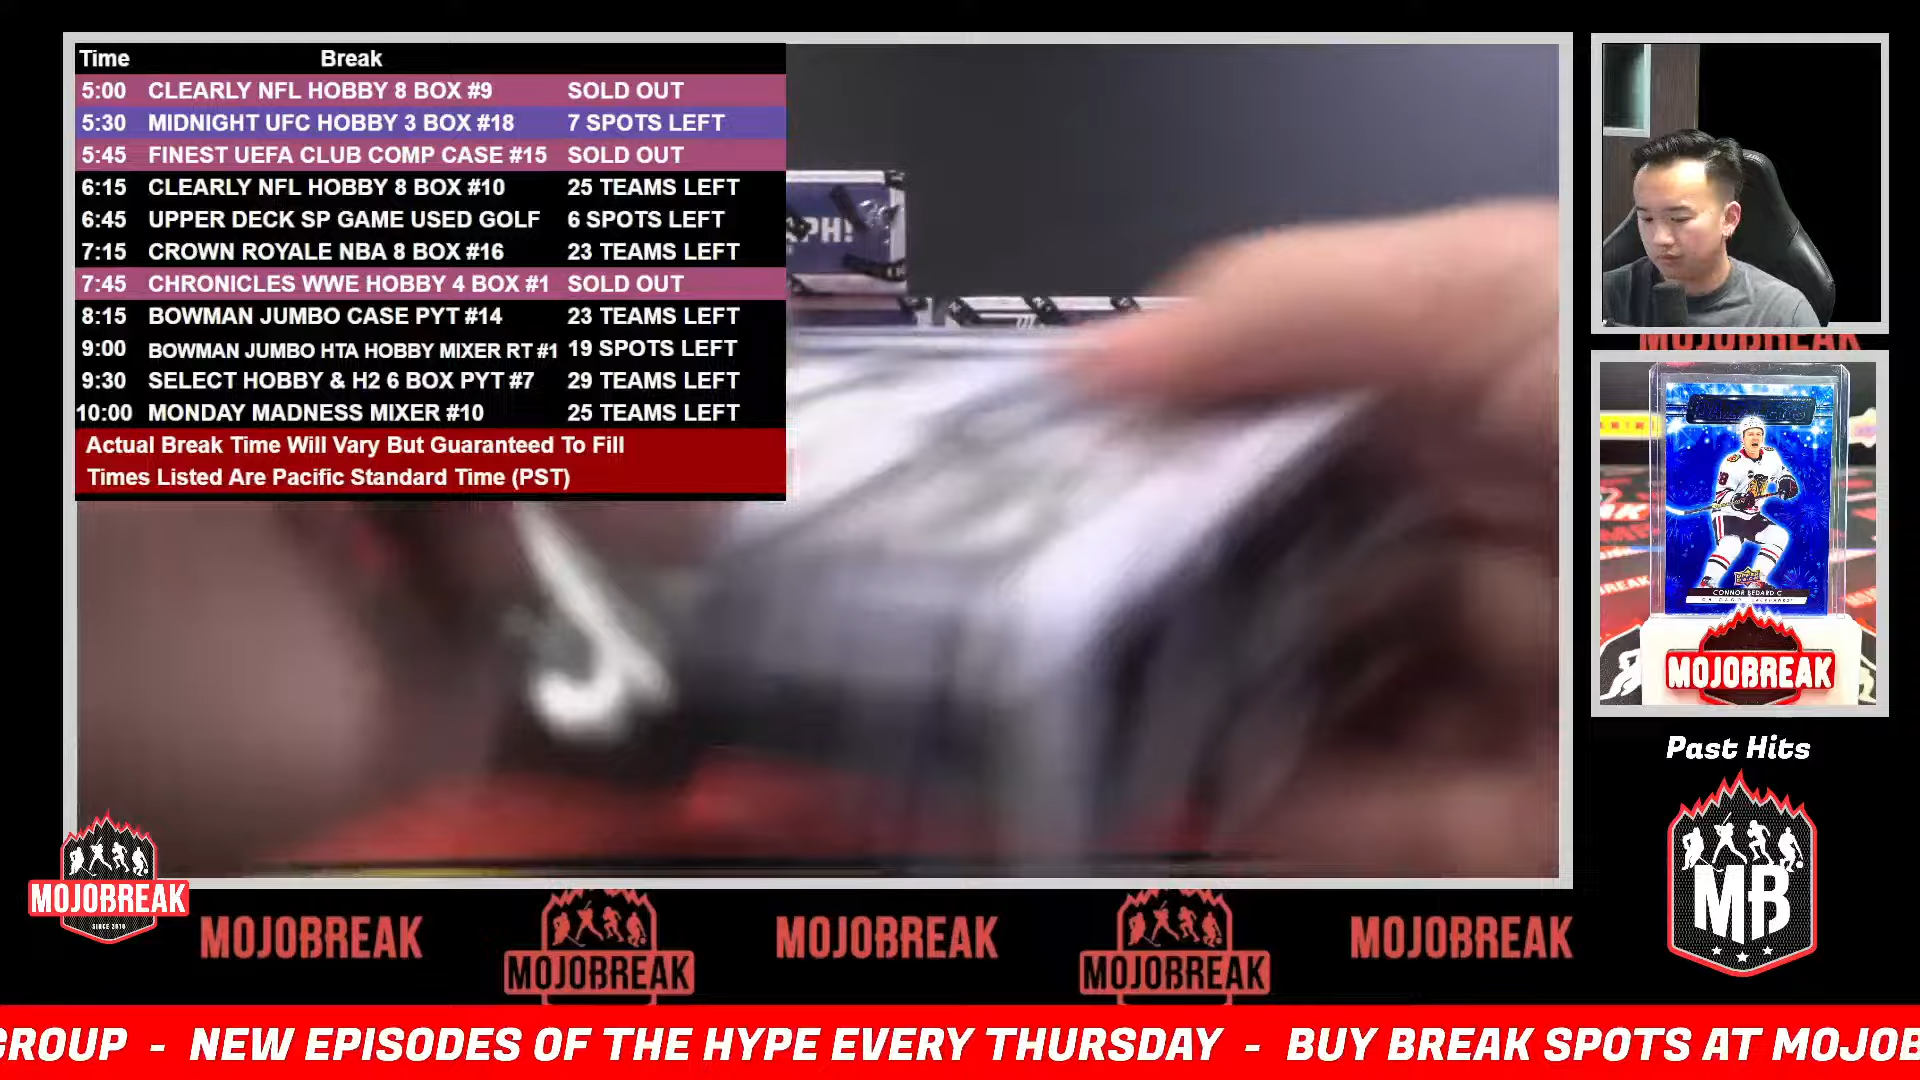 Time Break
5:00 CLEARLY NFL HOBBY 8 BOX #9 SOLD OUT
5:30 MIDNIGHT UFC HOBBY 3 BOX #18 7 SPOTS LEFT
5:45 FINEST UEFA CLUB COMP CASE #15 SOLD OUT
6:15 CLEARLY NFL HOBBY 8 BOX #10 25 TEAMS LEFT
6:45 UPPER DECK SP GAME USED GOLF 6 SPOTS LEFT
7:15 CROWN ROYALE NBA 8 BOX #16 23 TEAMS LEFT
7:45 CHRONICLES WWE HOBBY 4 BOX #1 SOLD OUT
8:15 BOWMAN JUMBO CASE PYT #14 23 TEAMS LEFT
9:00 BOWMAN JUMBO HTA HOBBY MIXER RT #1 19 SPOTS LEFT
9:30 SELECT HOBBY & H2 6 BOX PYT #7 29 TEAMS LEFT
10:00 MONDAY MADNESS MIXER #10 25 TEAMS LEFT
Actual Break Time Will Vary But Guaranteed To Fill
Times Listed Are Pacific Standard Time (PST)
APH!
MOJOBREAK
CONNOR BEDARD C
MOJOBREAK
Past Hits
MB
MOJOBREAK
SINCE 2010
MOJOBREAK MOJOBREAK MOJOBREAK MOJOBREAK MOJOBREAK
GROUP - NEW EPISODES OF THE HYPE EVERY THURSDAY - BUY BREAK SPOTS AT MOJOB